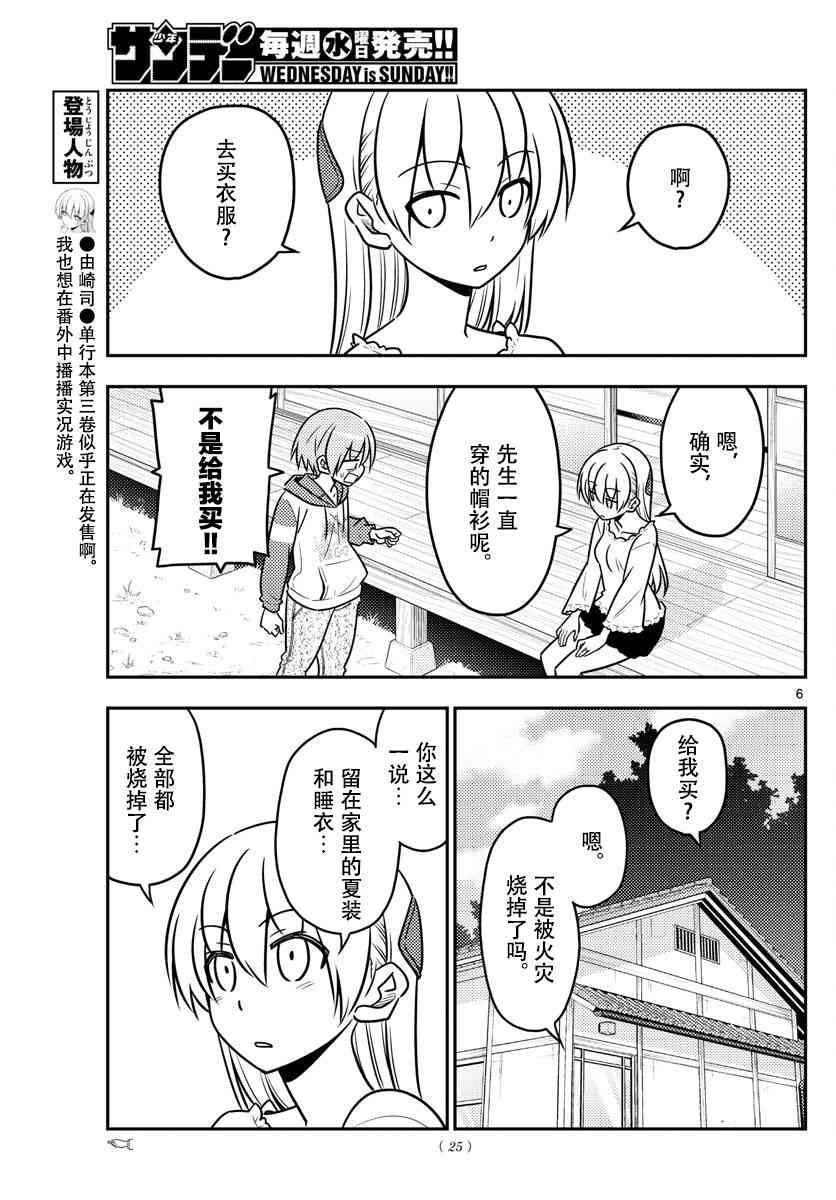 少年サンデー
毎週水曜日発売!!
WEDNESDAY is SUNDAY!!
登場人物
とうじょうじんぶつ
●由崎司●单行本第三卷似乎正在发售啊。
我也想在番外中播播实况游戏。
啊?
去买衣服?
嗯,
确实,
先生一直
穿的帽衫呢。
不是给我买!!
6
给我买?
嗯。
不是被火灾
烧掉了吗。
你这么
一说…
留在家里的夏装
和睡衣…
全部都
被烧掉了…
(25)